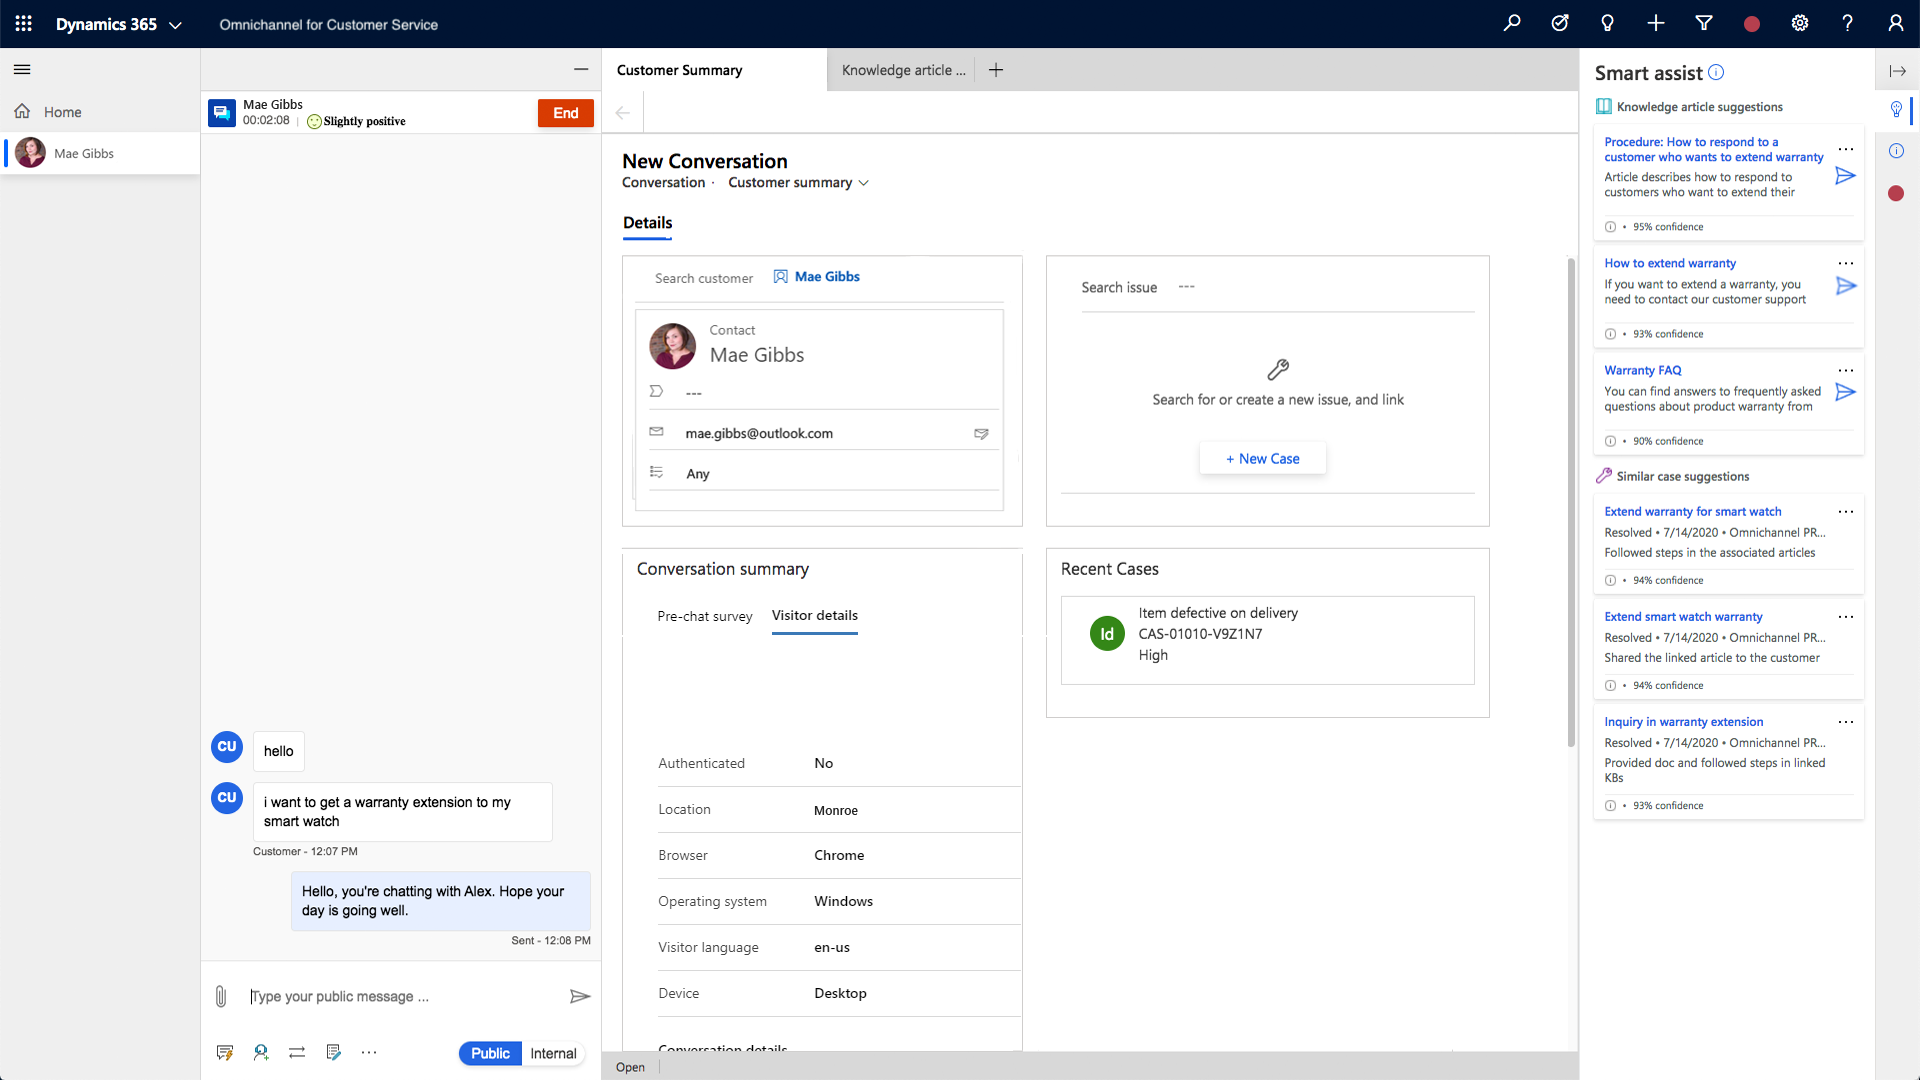 Dynamics 365
Omnichannel for Customer Service
Home
Mae Gibbs
Mae Gibbs
00:02:08
Slightly positive
End
CU
hello
CU
i want to get a warranty extension to my
smart watch
Customer - 12:07 PM
Hello, you're chatting with Alex. Hope your
day is going well.
Sent - 12:08 PM
Type your public message ...
Public
Internal
Customer Summary
Knowledge article ...
New Conversation
Conversation · Customer summary
Details
Search customer
Mae Gibbs
Contact
Mae Gibbs
---
mae.gibbs@outlook.com
Any
Search issue ---
Search for or create a new issue, and link
+ New Case
Conversation summary
Pre-chat survey
Visitor details
Authenticated No
Location Monroe
Browser Chrome
Operating system Windows
Visitor language en-us
Device Desktop
Conversation details
Recent Cases
Id
Item defective on delivery
CAS-01010-V9Z1N7
High
Open
Smart assist
Knowledge article suggestions
Procedure: How to respond to a
customer who wants to extend warranty
Article describes how to respond to
customers who want to extend their
• 95% confidence
How to extend warranty
If you want to extend a warranty, you
need to contact our customer support
• 93% confidence
Warranty FAQ
You can find answers to frequently asked
questions about product warranty from
• 90% confidence
Similar case suggestions
Extend warranty for smart watch
Resolved • 7/14/2020 • Omnichannel PR...
Followed steps in the associated articles
• 94% confidence
Extend smart watch warranty
Resolved • 7/14/2020 • Omnichannel PR...
Shared the linked article to the customer
• 94% confidence
Inquiry in warranty extension
Resolved • 7/14/2020 • Omnichannel PR...
Provided doc and followed steps in linked
KBs
• 93% confidence